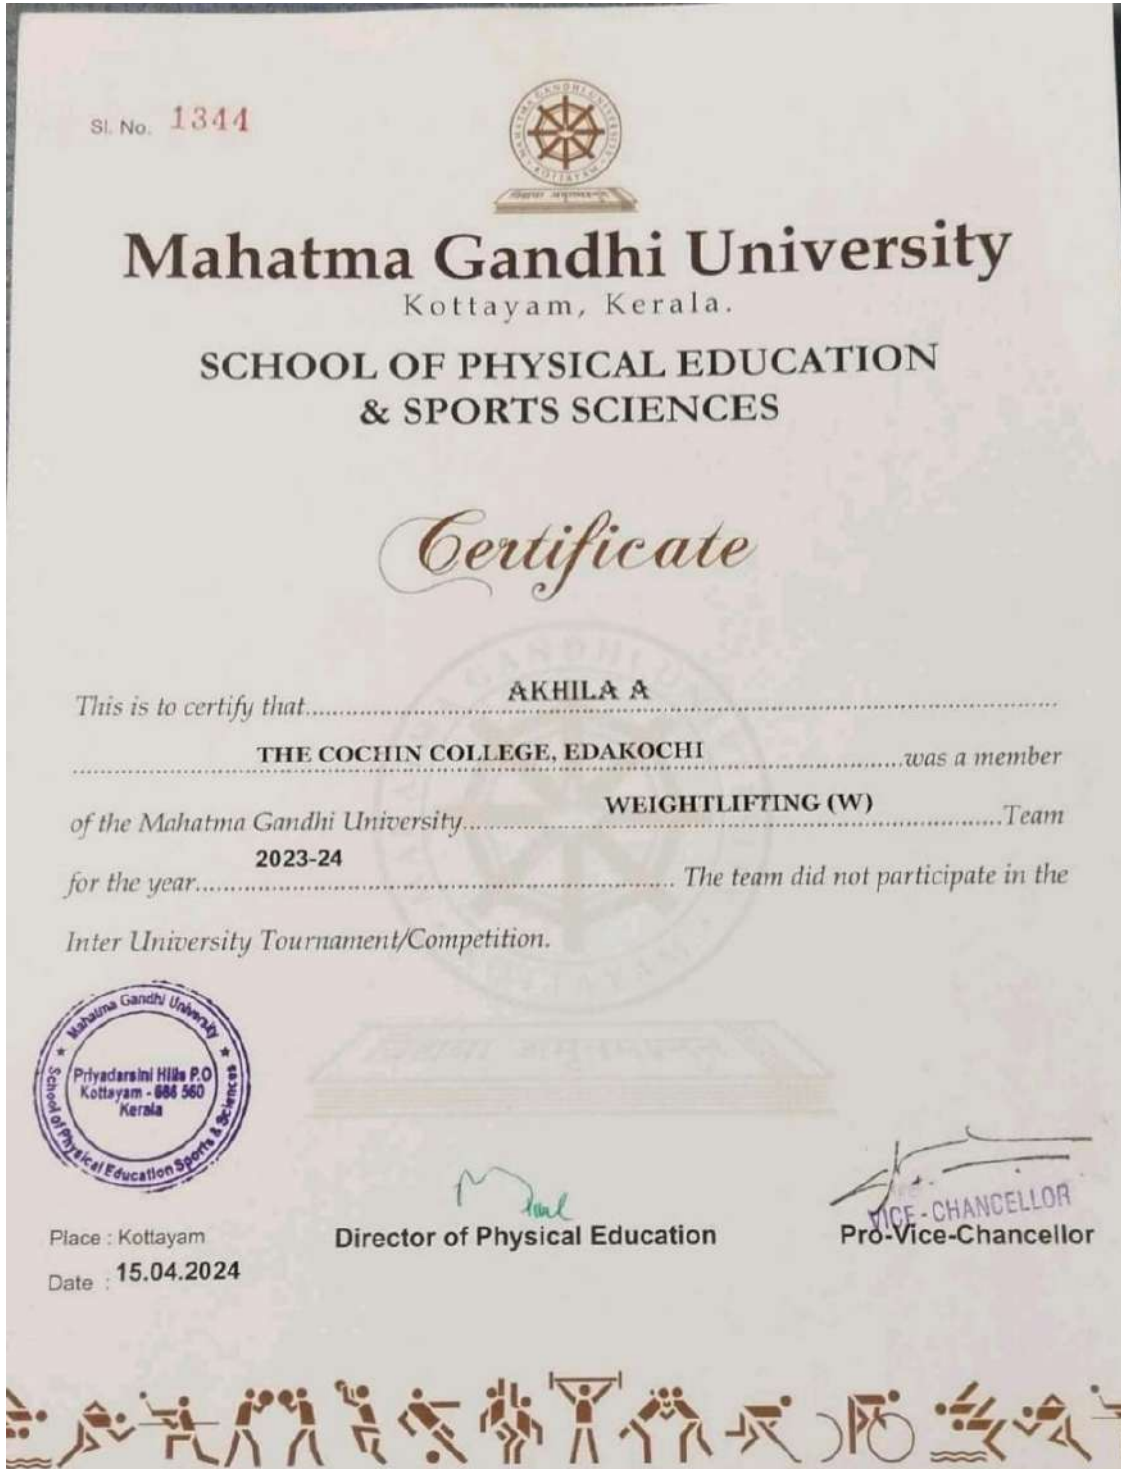 Sl. No. 1344
MAHATMA GANDHI UNIVERSITY
KOTTAYAM
Mahatma Gandhi University
Kottayam, Kerala.
SCHOOL OF PHYSICAL EDUCATION
& SPORTS SCIENCES
Certificate
This is to certify that..........AKHILA A..........
..........THE COCHIN COLLEGE, EDAKOCHI..........was a member
of the Mahatma Gandhi University..........WEIGHTLIFTING (W)..........Team
for the year..........2023-24.......... The team did not participate in the
Inter University Tournament/Competition.
Mahatma Gandhi University
School of Physical Education Sports & Sciences
Priyadarsini Hills P.O
Kottayam - 686 560
Kerala
VICE - CHANCELLOR
Director of Physical Education
Pro-Vice-Chancellor
Place : Kottayam
Date : 15.04.2024